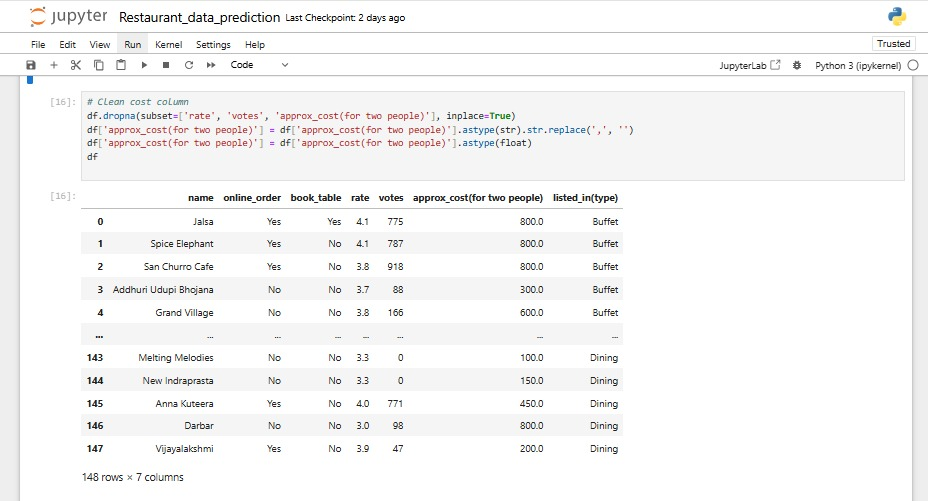 jupyter Restaurant_data_prediction Last Checkpoint: 2 days ago
File Edit View Run Kernel Settings Help Trusted
Code JupyterLab Python 3 (ipykernel)
[16]: # Clean cost column
df.dropna(subset=['rate', 'votes', 'approx_cost(for two people)'], inplace=True)
df['approx_cost(for two people)'] = df['approx_cost(for two people)'].astype(str).str.replace(',', '')
df['approx_cost(for two people)'] = df['approx_cost(for two people)'].astype(float)
df
[16]: name online_order book_table rate votes approx_cost(for two people) listed_in(type)
0 Jalsa Yes Yes 4.1 775 800.0 Buffet
1 Spice Elephant Yes No 4.1 787 800.0 Buffet
2 San Churro Cafe Yes No 3.8 918 800.0 Buffet
3 Addhuri Udupi Bhojana No No 3.7 88 300.0 Buffet
4 Grand Village No No 3.8 166 600.0 Buffet
... ... ... ... ... ... ... ...
143 Melting Melodies No No 3.3 0 100.0 Dining
144 New Indraprasta No No 3.3 0 150.0 Dining
145 Anna Kuteera Yes No 4.0 771 450.0 Dining
146 Darbar No No 3.0 98 800.0 Dining
147 Vijayalakshmi Yes No 3.9 47 200.0 Dining
148 rows × 7 columns